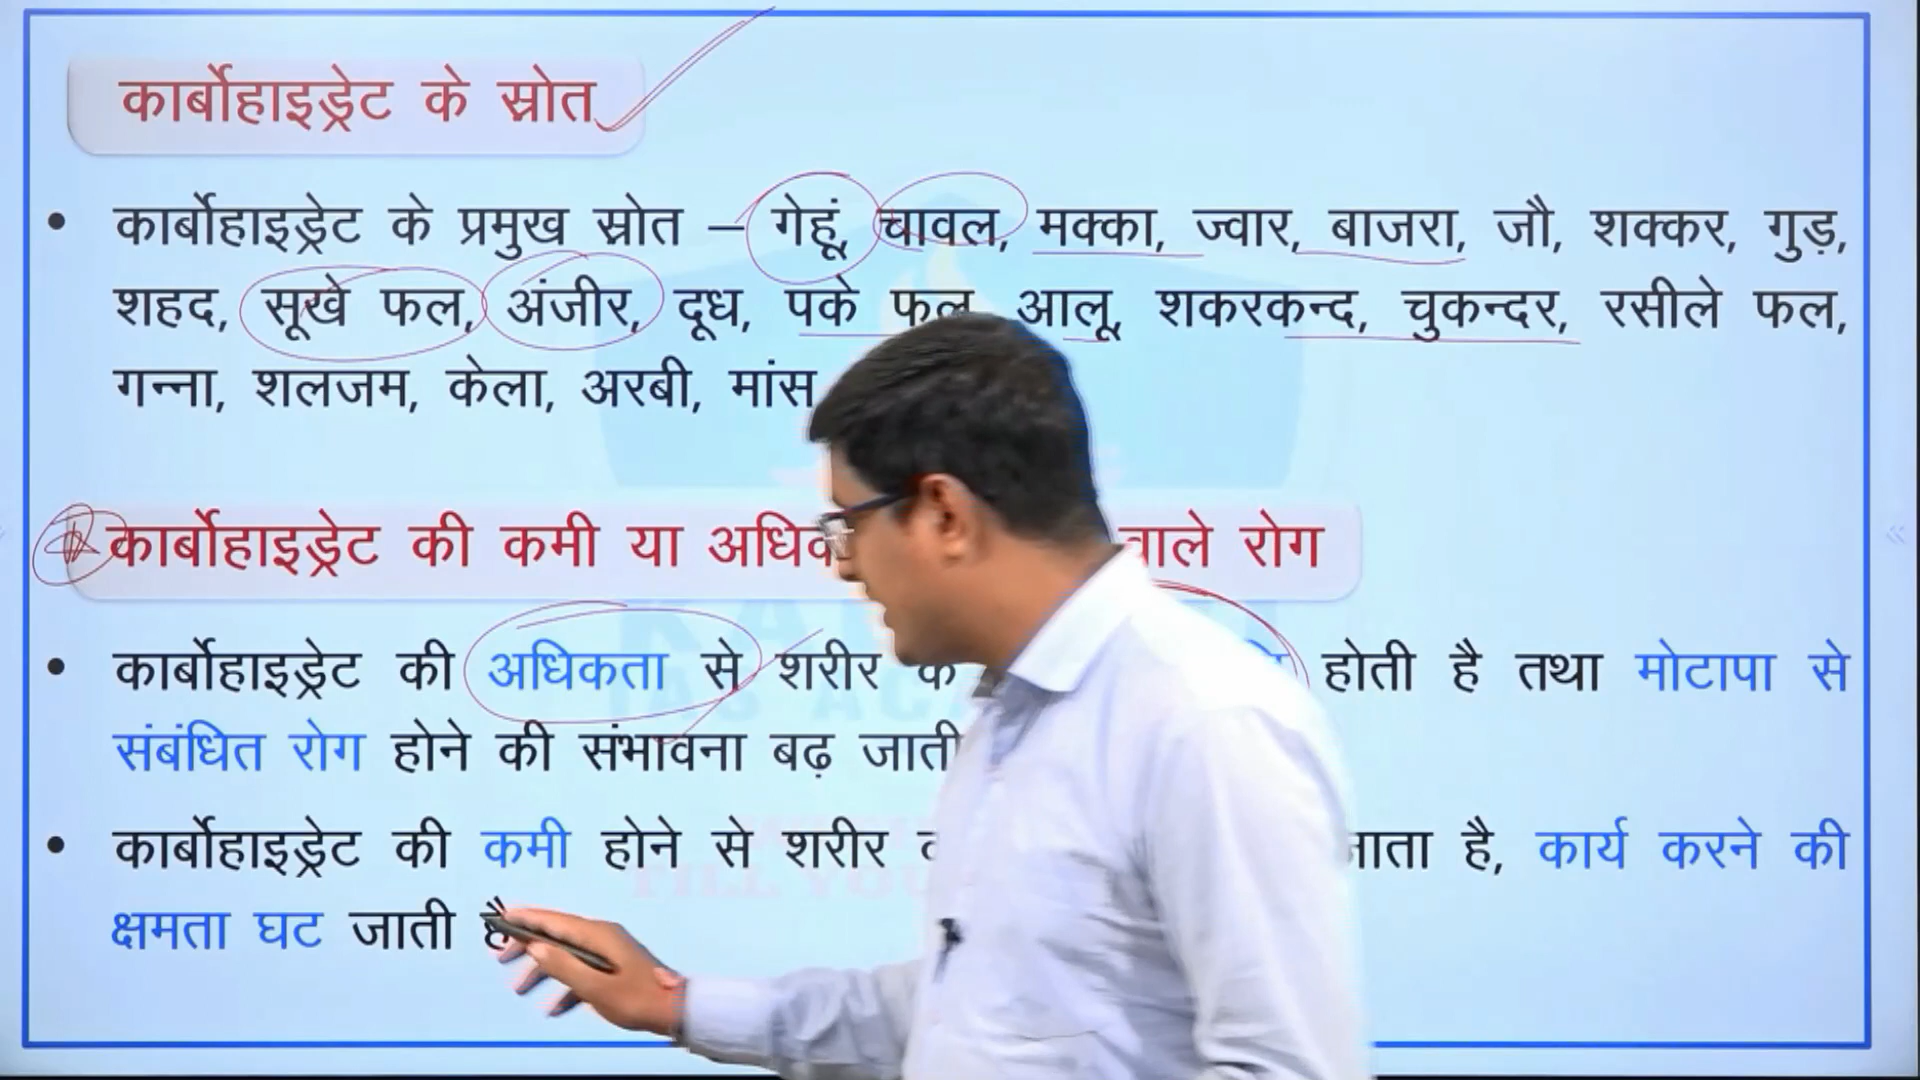 कार्बोहाइड्रेट के स्रोत
• कार्बोहाइड्रेट के प्रमुख स्रोत – गेहूं, चावल, मक्का, ज्वार, बाजरा, जौ, शक्कर, गुड़,
शहद, सूखे फल, अंजीर, दूध, पके फल आलू, शकरकन्द, चुकन्दर, रसीले फल,
गन्ना, शलजम, केला, अरबी, मांस
कार्बोहाइड्रेट की कमी या वाले रोग
• कार्बोहाइड्रेट की अधिकता से शरीर होती है तथा मोटापा से
संबंधित रोग होने की संभावना बढ़ जाती
• कार्बोहाइड्रेट की कमी होने से शरीर है, कार्य करने की
क्षमता घट जाती है